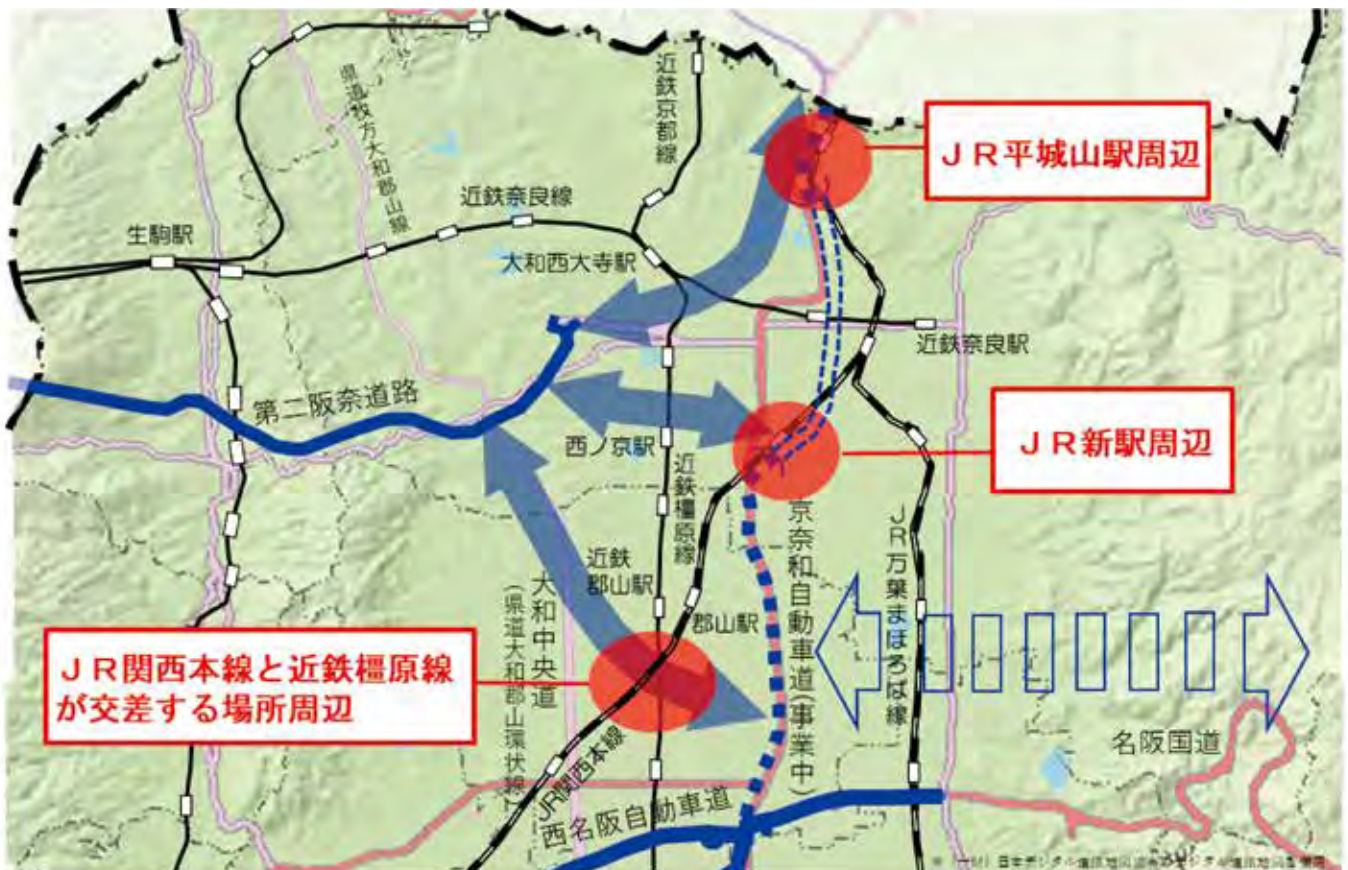 近鉄京都線
県道枚方大和郡山線
ＪＲ平城山駅周辺
近鉄奈良線
生駒駅
大和西大寺駅
近鉄奈良駅
第二阪奈道路
西ノ京駅
近鉄橿原線
ＪＲ新駅周辺
京奈和自動車道(事業中)
ＪＲ万葉まほろば線
近鉄
郡山駅
大和中央道
(県道大和郡山環状線)
郡山駅
ＪＲ関西本線と近鉄橿原線
が交差する場所周辺
JR関西本線
名阪国道
西名阪自動車道